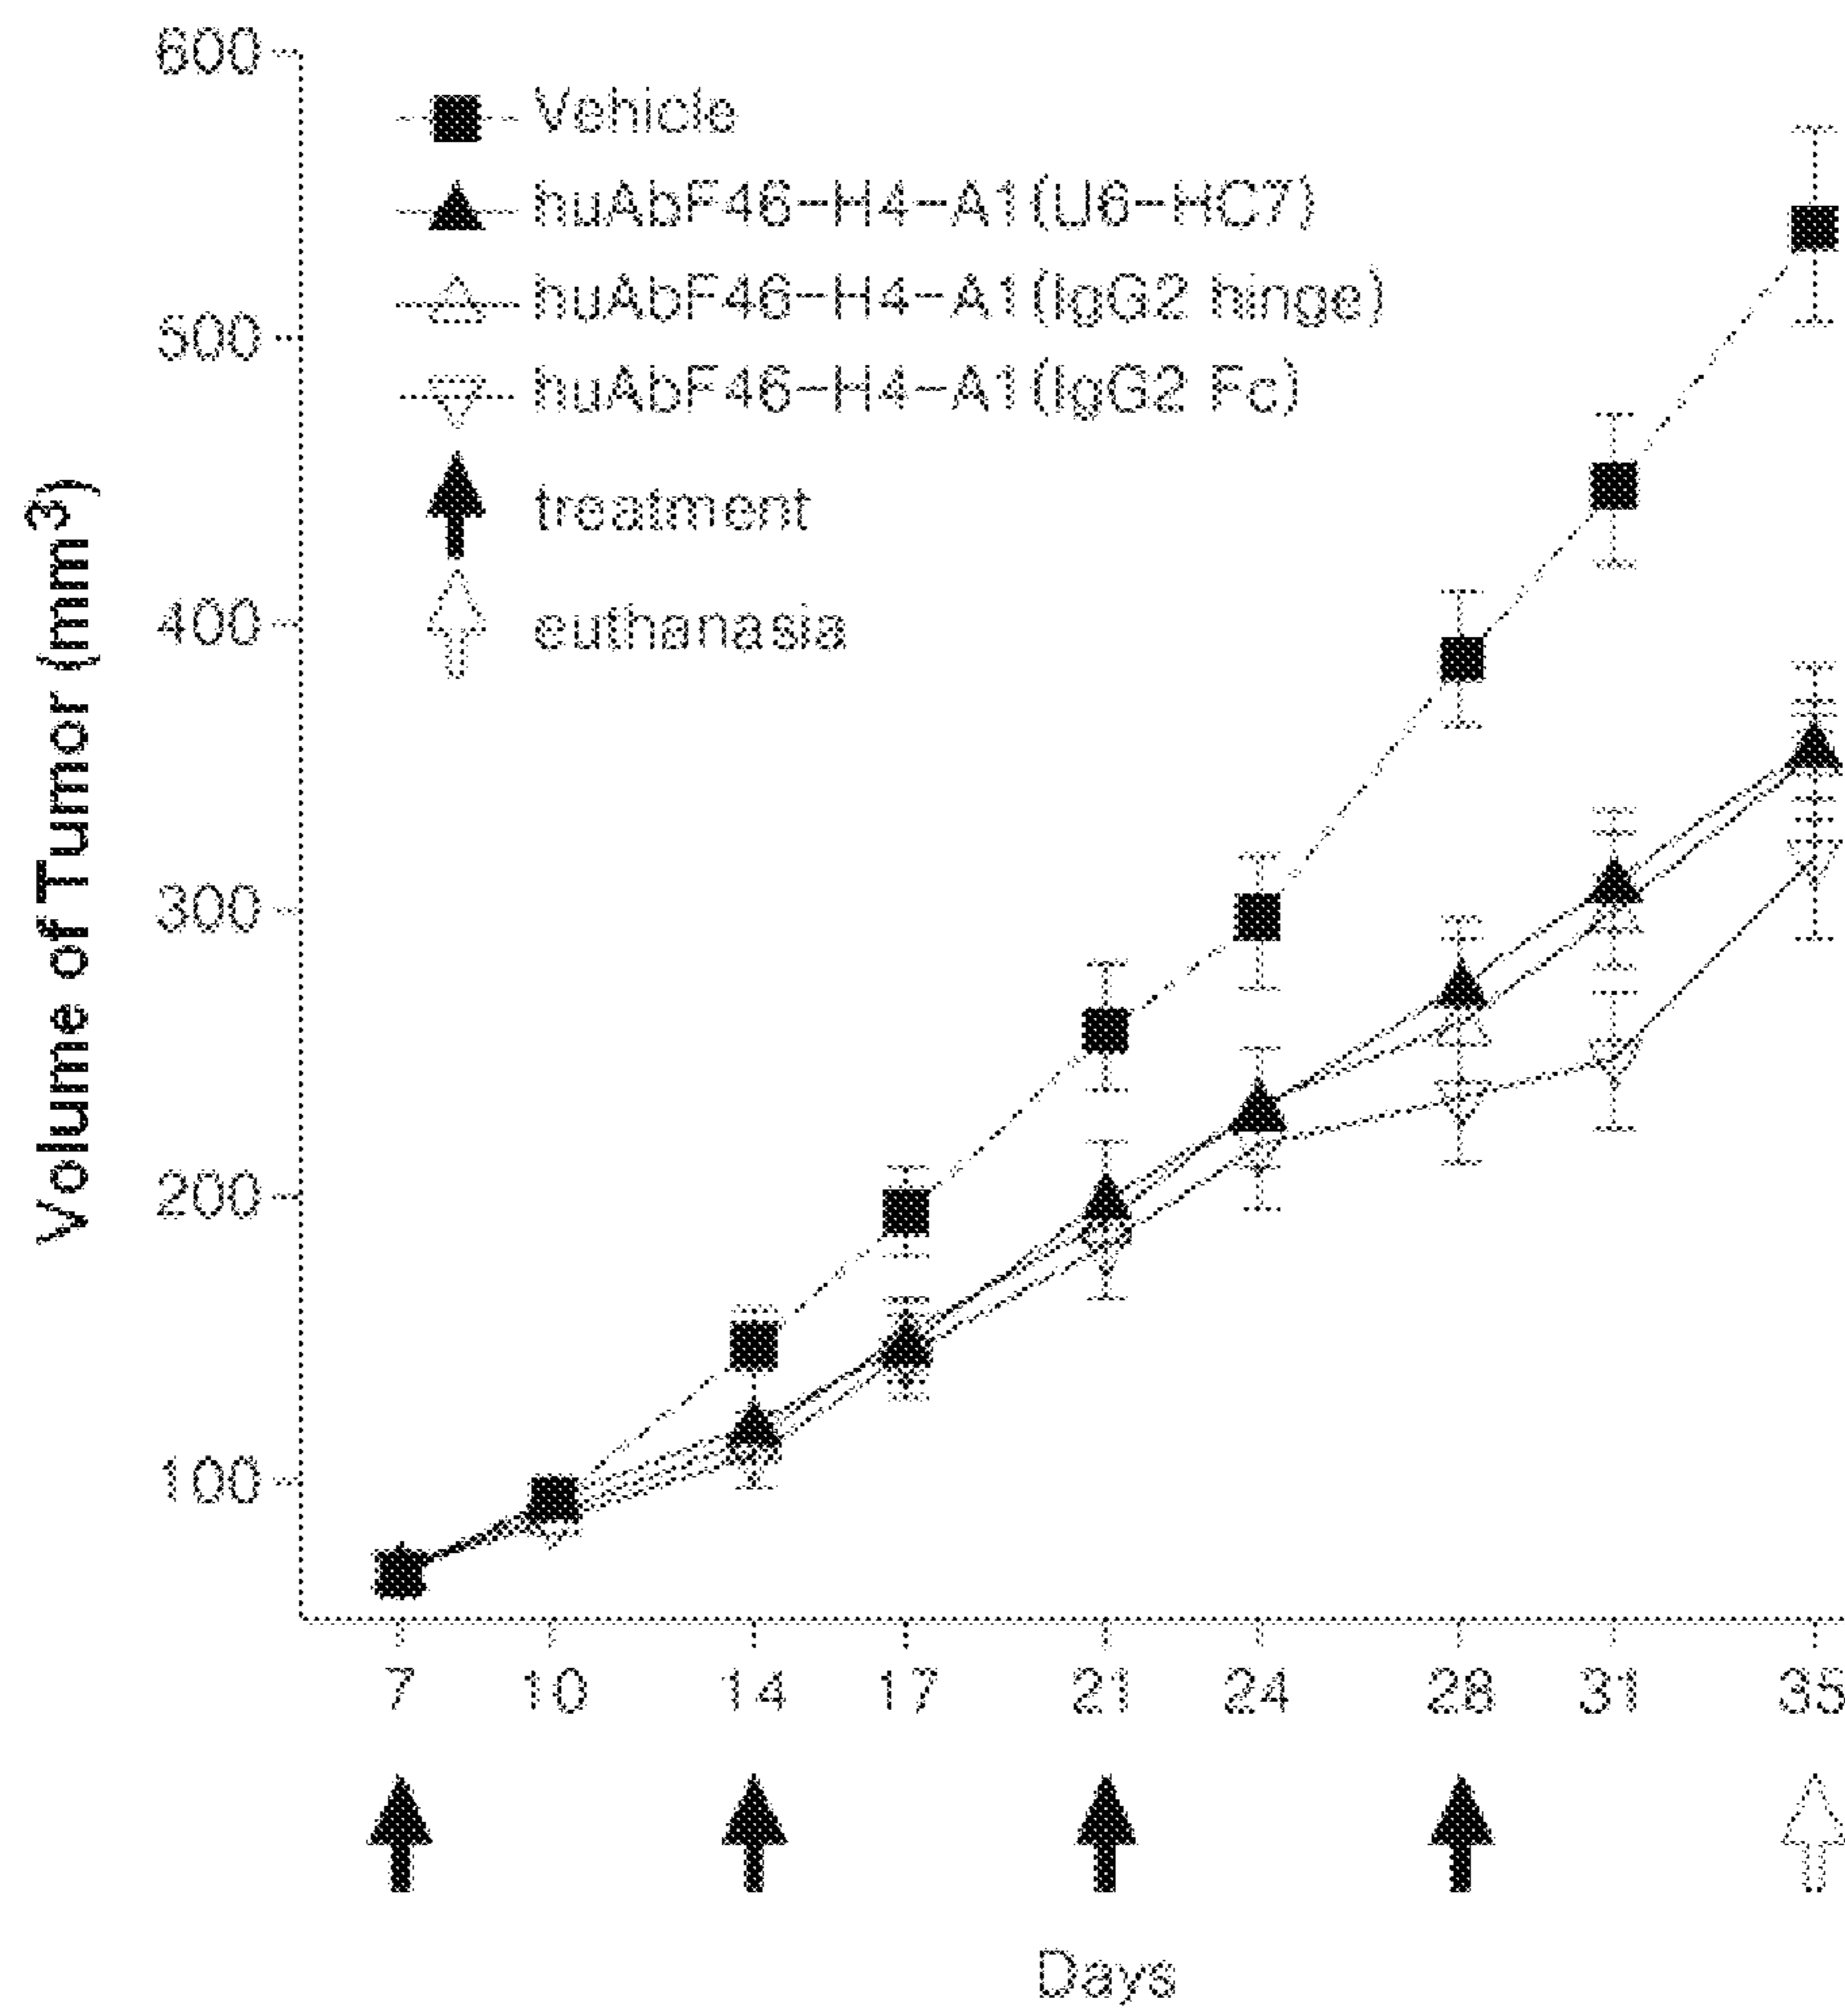 Volume of Tumor (mm³)
600
500
400
300
200
100
Vehicle
huAbF46-H4-A1(U6-HC7)
huAbF46-H4-A1(IgG2 hinge)
huAbF46-H4-A1(IgG2 Fc)
treatment
euthanasia
7 10 14 17 21 24 28 31 35
Days